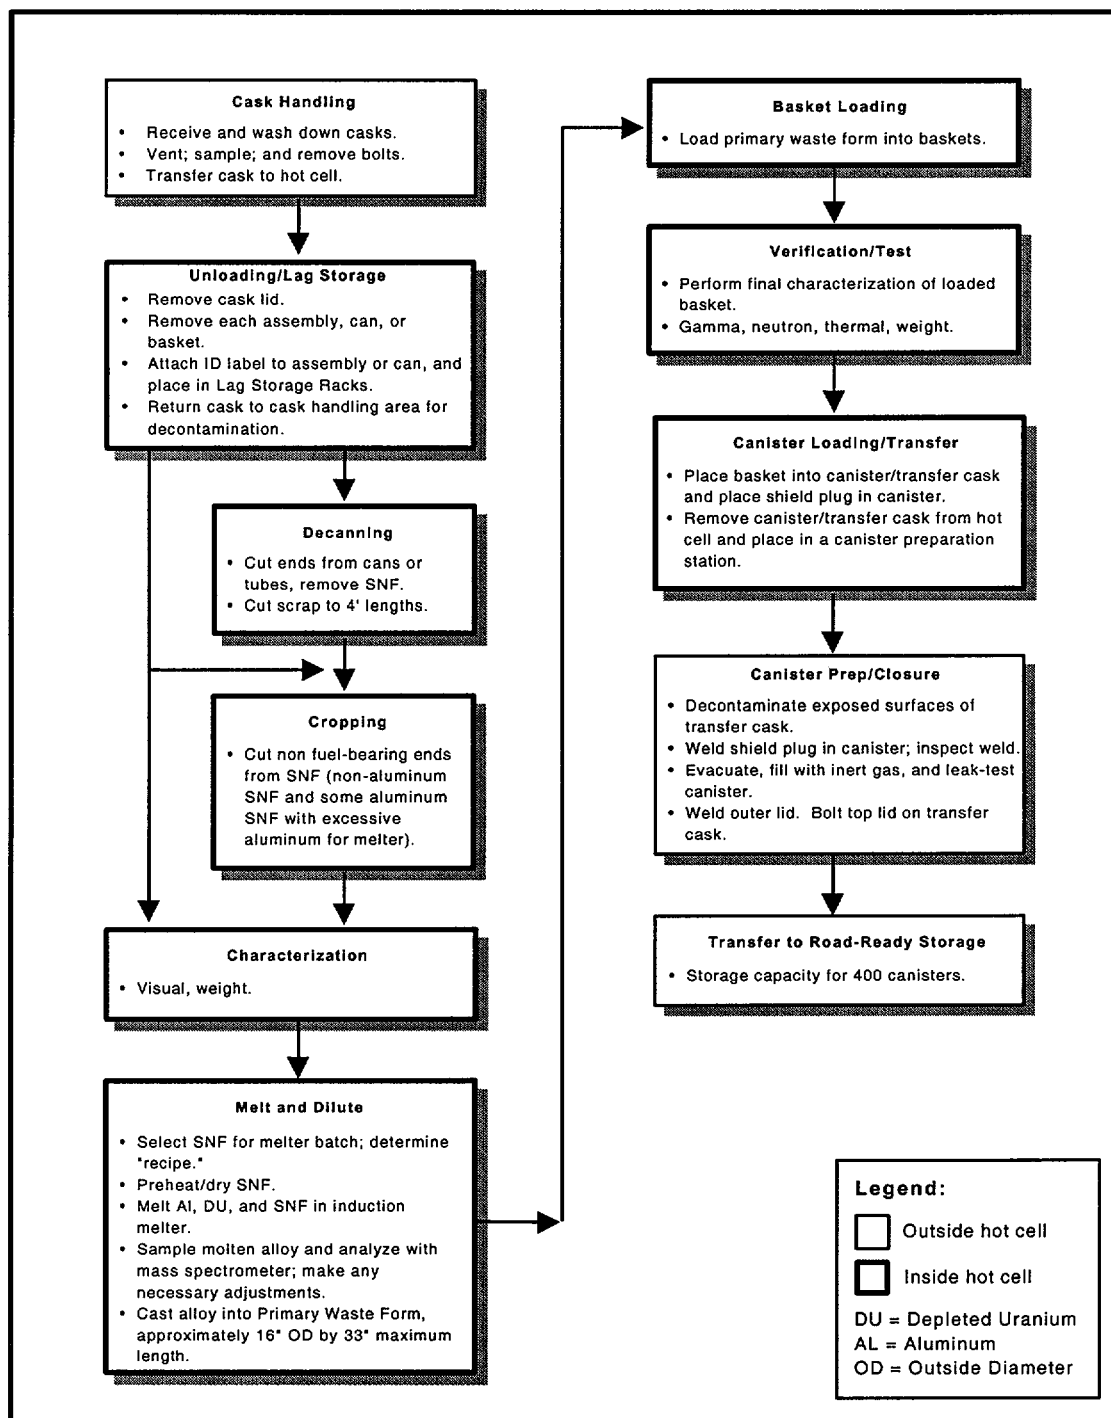 Cask Handling
• Receive and wash down casks.
• Vent; sample; and remove bolts.
• Transfer cask to hot cell.
Unloading/Lag Storage
• Remove cask lid.
• Remove each assembly, can, or
basket.
• Attach ID label to assembly or can, and
place in Lag Storage Racks.
• Return cask to cask handling area for
decontamination.
Decanning
• Cut ends from cans or
tubes, remove SNF.
• Cut scrap to 4' lengths.
Cropping
• Cut non fuel-bearing ends
from SNF (non-aluminum
SNF and some aluminum
SNF with excessive
aluminum for melter).
Characterization
• Visual, weight.
Melt and Dilute
• Select SNF for melter batch; determine
"recipe."
• Preheat/dry SNF.
• Melt Al, DU, and SNF in induction
melter.
• Sample molten alloy and analyze with
mass spectrometer; make any
necessary adjustments.
• Cast alloy into Primary Waste Form,
approximately 16" OD by 33" maximum
length.
Basket Loading
• Load primary waste form into baskets.
Verification/Test
• Perform final characterization of loaded
basket.
• Gamma, neutron, thermal, weight.
Canister Loading/Transfer
• Place basket into canister/transfer cask
and place shield plug in canister.
• Remove canister/transfer cask from hot
cell and place in a canister preparation
station.
Canister Prep/Closure
• Decontaminate exposed surfaces of
transfer cask.
• Weld shield plug in canister; inspect weld.
• Evacuate, fill with inert gas, and leak-test
canister.
• Weld outer lid. Bolt top lid on transfer
cask.
Transfer to Road-Ready Storage
• Storage capacity for 400 canisters.
Legend:
Outside hot cell
Inside hot cell
DU = Depleted Uranium
AL = Aluminum
OD = Outside Diameter